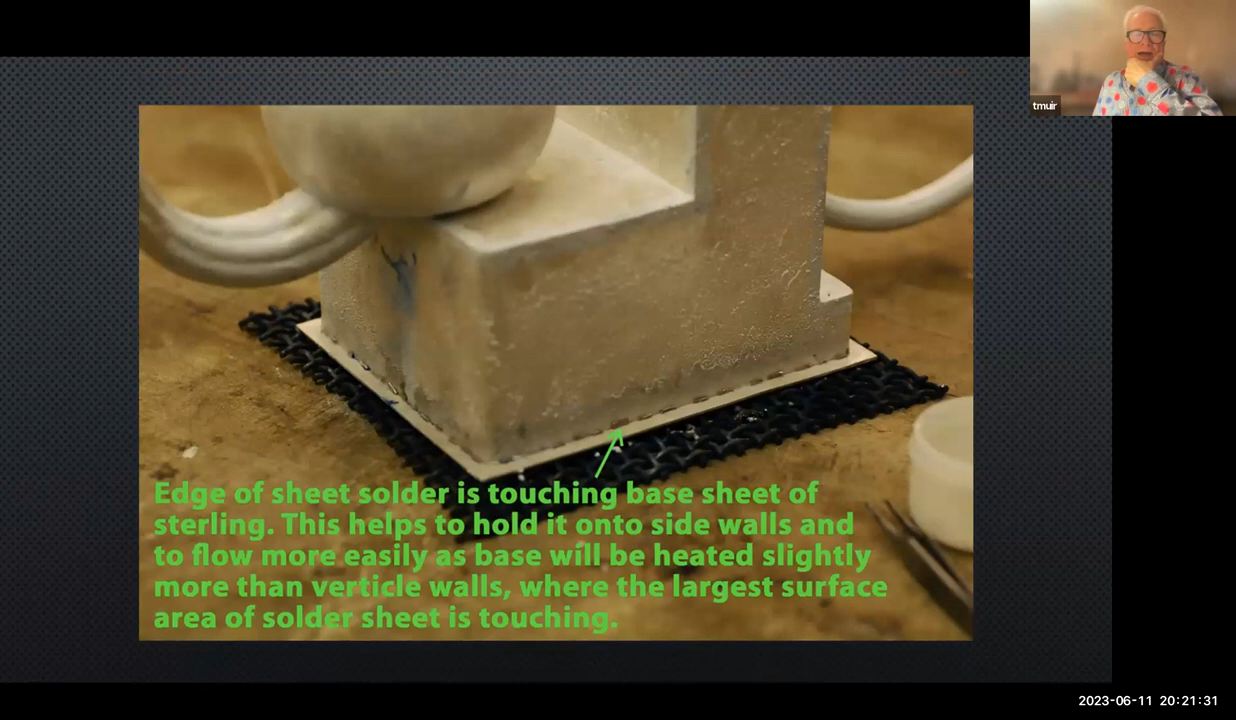 tmuir
Edge of sheet solder is touching base sheet of
sterling. This helps to hold it onto side walls and
to flow more easily as base will be heated slightly
more than verticle walls, where the largest surface
area of solder sheet is touching.
2023-06-11 20:21:31